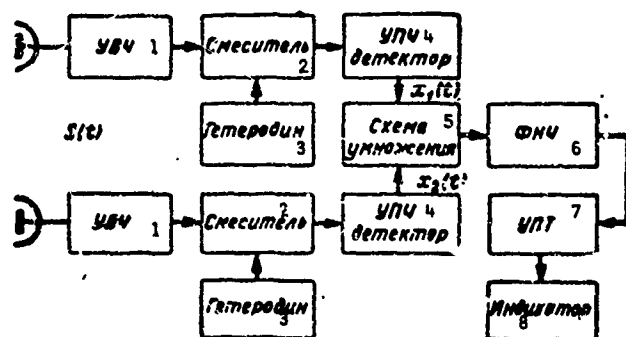 УВЧ 1
Смеситель 2
УПЧ 4
детектор
x₁(t)
S(t)
Гетеродин 3
Схема 5
умножения
ФНЧ 6
x₂(t)
УВЧ 1
Смеситель 2
УПЧ 4
детектор
УПТ 7
Гетеродин 3
Индикатор 8